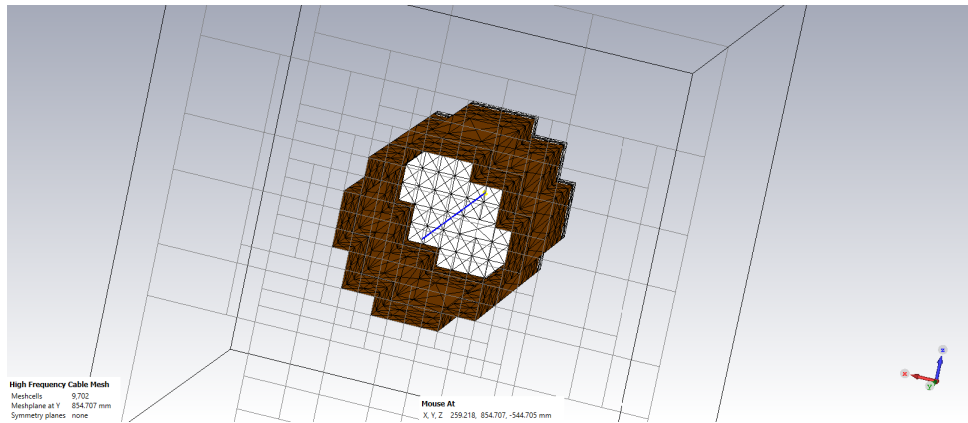 High Frequency Cable Mesh
Meshcells 9,702
Meshplane at Y 854.707 mm
Symmetry planes none
Mouse At
X, Y, Z 259.218, 854.707, -544.705 mm
z
x
Y